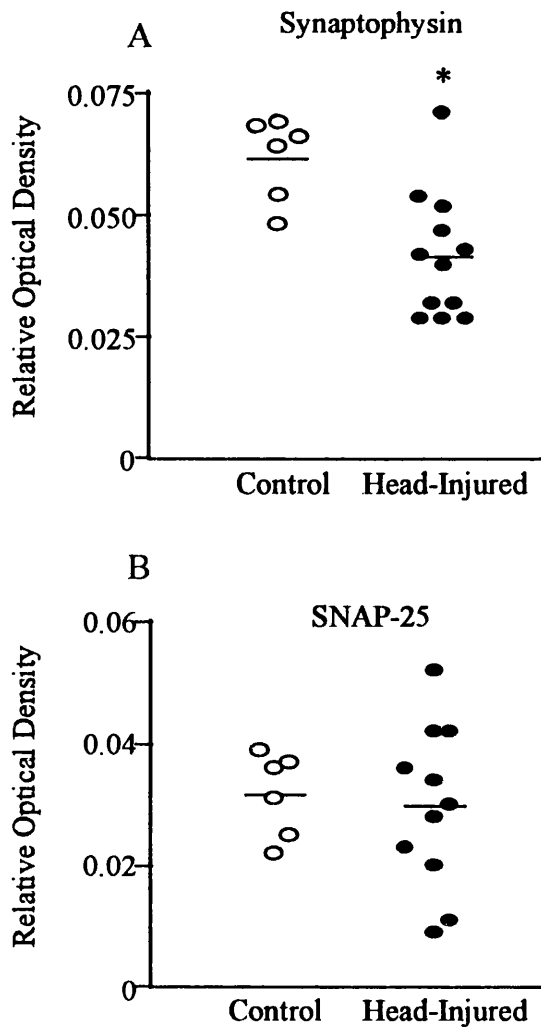 A
Synaptophysin
*
0.075
0.050
0.025
0
Relative Optical Density
Control
Head-Injured
B
SNAP-25
0.06
0.04
0.02
0
Relative Optical Density
Control
Head-Injured